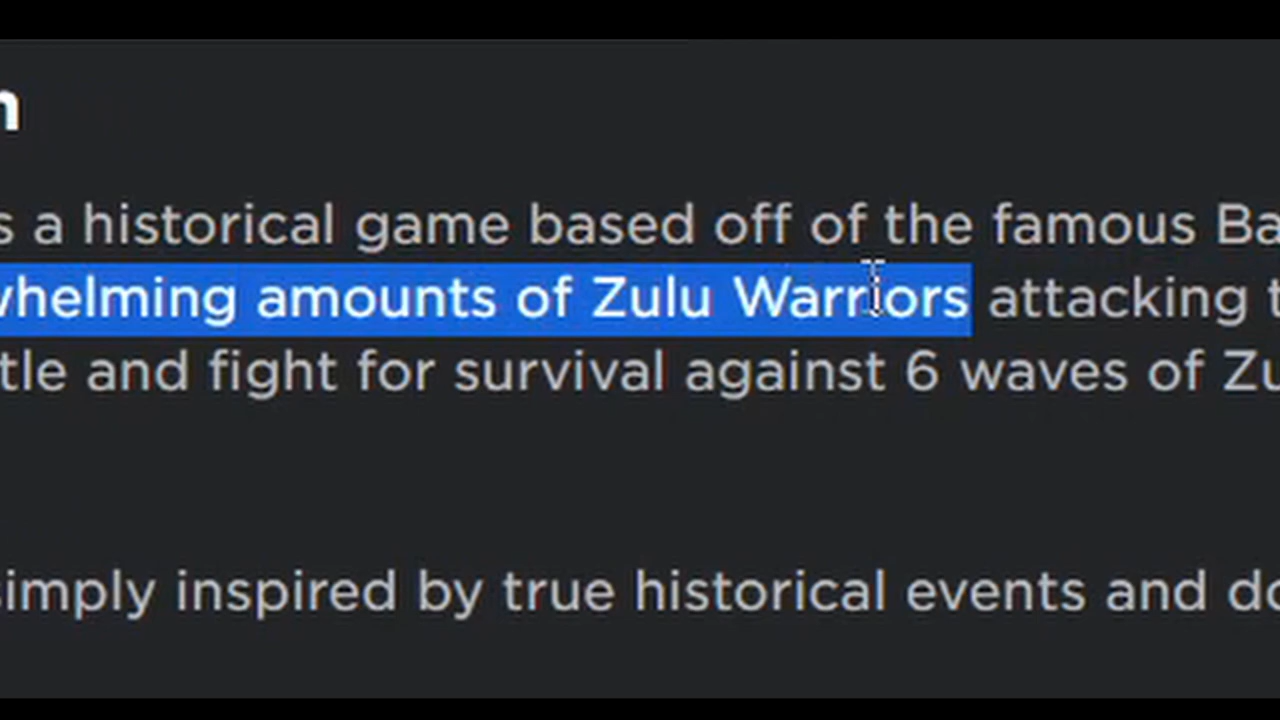 n
s a historical game based off of the famous Ba
whelming amounts of Zulu Warriors attacking t
tle and fight for survival against 6 waves of Zu
simply inspired by true historical events and do